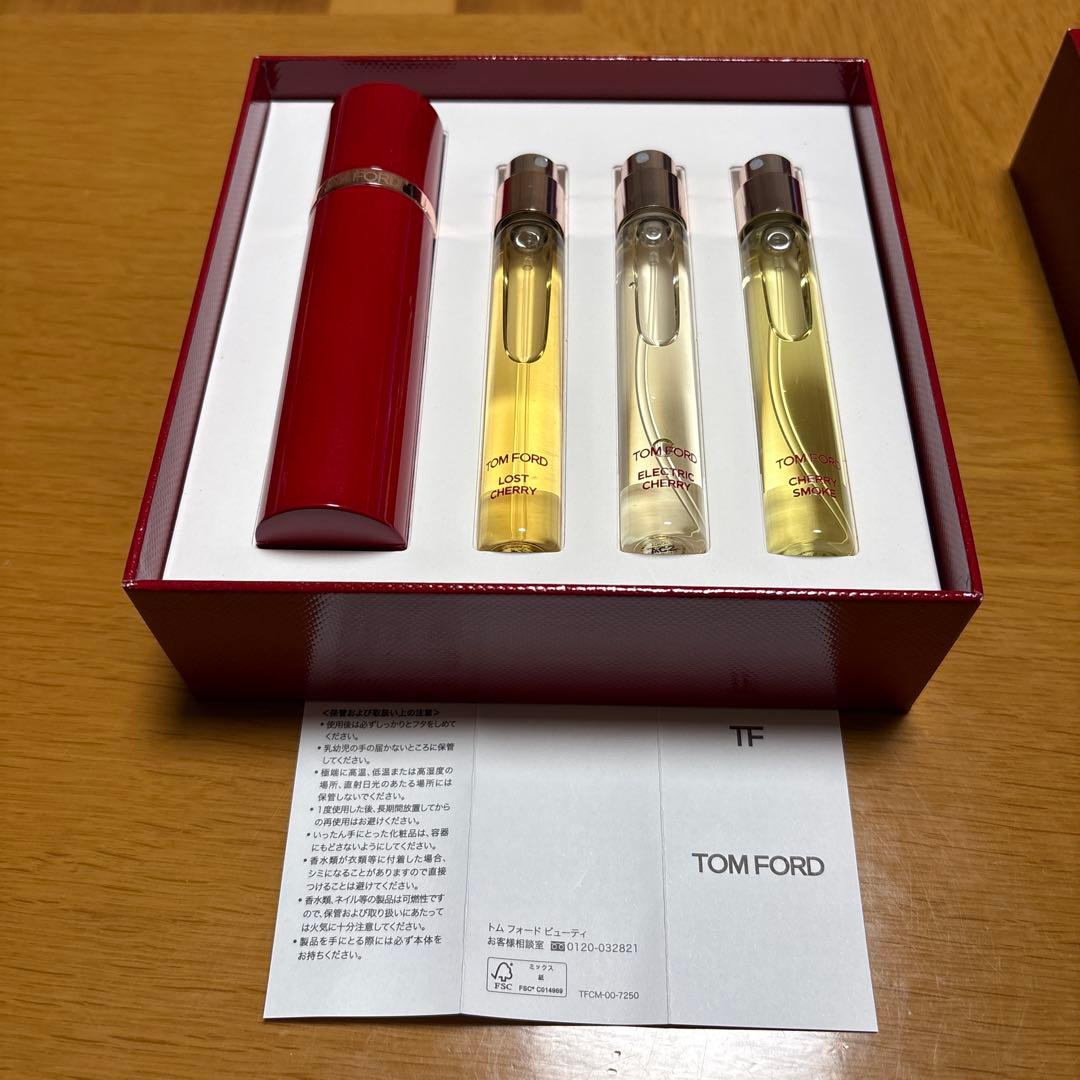 TOM FORD
TOM FORD
LOST
CHERRY
TOM FORD
ELECTRIC
CHERRY
TOM FORD
CHERRY
SMOKE
<保管および取扱い上の注意>
• 使用後は必ずしっかりとフタをしめて
ください。
• 乳幼児の手の届かないところに保管
してください。
• 極端に高温、低温または高湿度の
場所、直射日光のあたる場所には
保管しないでください。
• 1度使用した後、長期間放置してから
の再使用はお避けください。
• いったん手にとった化粧品は、容器
にもどさないようにしてください。
• 香水類が衣類等に付着した場合、
シミになることがありますので直接
つけることは避けてください。
• 香水類、ネイル等の製品は可燃性です
ので、保管および取り扱いにあたって
は火気に十分注意してください。
• 製品を手にとる際には必ず本体を
お持ちください。
トム フォード ビューティ
お客様相談室 0120-032821
FSC
ミックス
紙
FSC® C014969
TFCM-00-7250
TF
TOM FORD